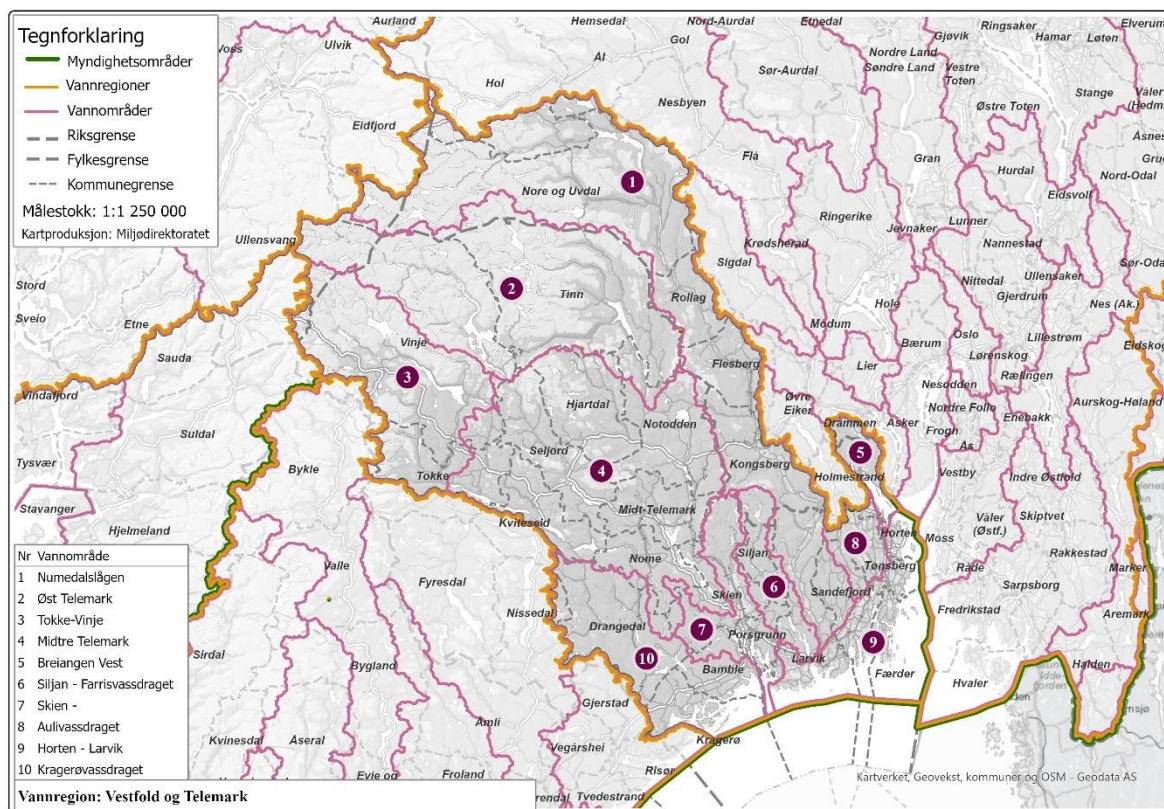 Tegnforklaring
Myndighetsområder
Vannregioner
Vannområder
Riksgrense
Fylkesgrense
Kommunegrense
Målestokk: 1:1 250 000
Kartproduksjon: Miljødirektoratet
Aurland
Hemsedal
Nord-Aurdal
Etnedal
Ringsaker
Elverum
Voss
Ulvik
Gol
Gjøvik
Hamar
Løten
Ål
Nordre Land
Søndre Land
Vestre
Toten
Hol
Sør-Aurdal
Stange
Våler
(Hedm
Nesbyen
Østre Toten
Eidfjord
Åsnes
Flå
Gran
Hurdal
Grue
Nord-Odal
Nore og Uvdal
1
Eidsvoll
Ringerike
Jevnaker
Lunner
Ullensvang
Krødsherad
Nannestad
Sigdal
Ullensaker
Sør-Oda
Stord
2
Nittedal
Gjerdrum
Tinn
Rollag
Hole
Nes (Ak.)
Sveio
Etne
Modum
Oslo
Lillestrøm
Sauda
Vinje
Bærum
Lørenskog
Eidskog
3
Flesberg
Lier
Rælingen
Vindafjord
Øvre
Eiker
Nesodden
Aurskog-Høland
Hjartdal
Nordre Follo
Enebakk
Suldal
Notodden
Drammen
Asker
Frogn
Ås
Tysvær
Bykle
Seljord
4
Kongsberg
5
Vestby
Indre Østfold
Tokke
Holmestrand
Stavanger
Kviteseid
Midt-Telemark
Våler
(Østf.)
Skiptvet
Hjelmeland
Horten
Moss
8
Siljan
Nome
Tønsberg
Rakkestad
Marker
Valle
Fyresdal
Råde
6
Sandefjord
Sarpsborg
Nissedal
Skien
Fredrikstad
Aremark
Drangedal
7
Porsgrunn
9
Sirdal
Bygland
10
Larvik
Bamble
Færder
Halden
Hvaler
Gjerstad
Åmli
Kvinesdal
Åseral
Vegårshei
Kragerø
Evje og
Froland
Risør
Tvedestrand
Nr Vannområde
1 Numedalslågen
2 Øst Telemark
3 Tokke-Vinje
4 Midtre Telemark
5 Breiangen Vest
6 Siljan - Farrisvassdraget
7 Skien -
8 Aulivassdraget
9 Horten - Larvik
10 Kragerøvassdraget
Kartverket, Geovekst, kommuner og OSM - Geodata AS
Vannregion: Vestfold og Telemark